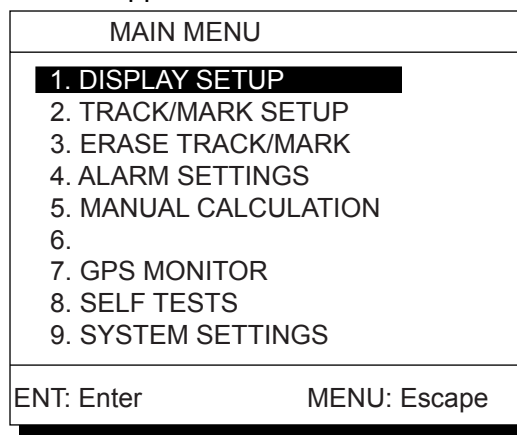 MAIN MENU
1. DISPLAY SETUP
2. TRACK/MARK SETUP
3. ERASE TRACK/MARK
4. ALARM SETTINGS
5. MANUAL CALCULATION
6.
7. GPS MONITOR
8. SELF TESTS
9. SYSTEM SETTINGS
ENT: Enter MENU: Escape